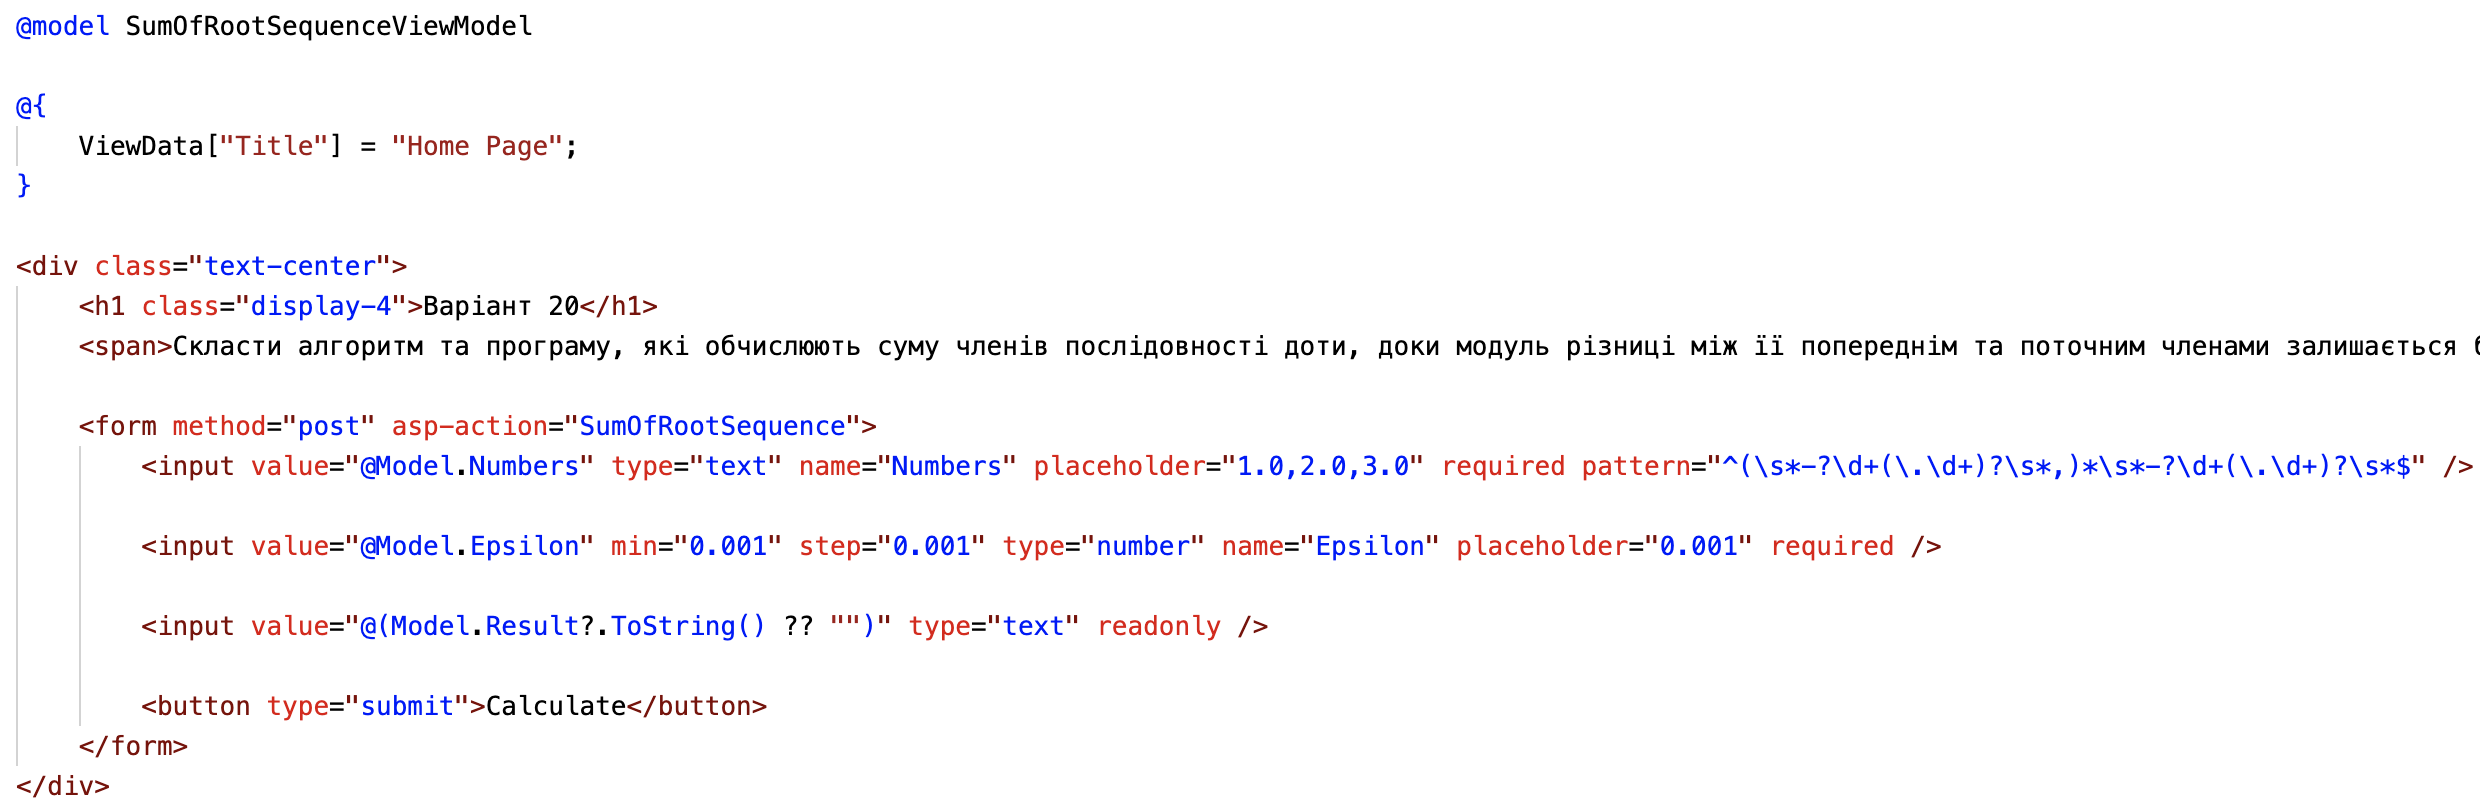 @model SumOfRootSequenceViewModel
@{
    ViewData["Title"] = "Home Page";
}
<div class="text-center">
    <h1 class="display-4">Варіант 20</h1>
    <span>Скласти алгоритм та програму, які обчислюють суму членів послідовності доти, доки модуль різниці між її попереднім та поточним членами залишається
    <form method="post" asp-action="SumOfRootSequence">
        <input value="@Model.Numbers" type="text" name="Numbers" placeholder="1.0,2.0,3.0" required pattern="^(\s*-?\d+(\.\d+)?\s*,)*\s*-?\d+(\.\d+)?\s*$" />
        <input value="@Model.Epsilon" min="0.001" step="0.001" type="number" name="Epsilon" placeholder="0.001" required />
        <input value="@(Model.Result?.ToString() ?? "")" type="text" readonly />
        <button type="submit">Calculate</button>
    </form>
</div>